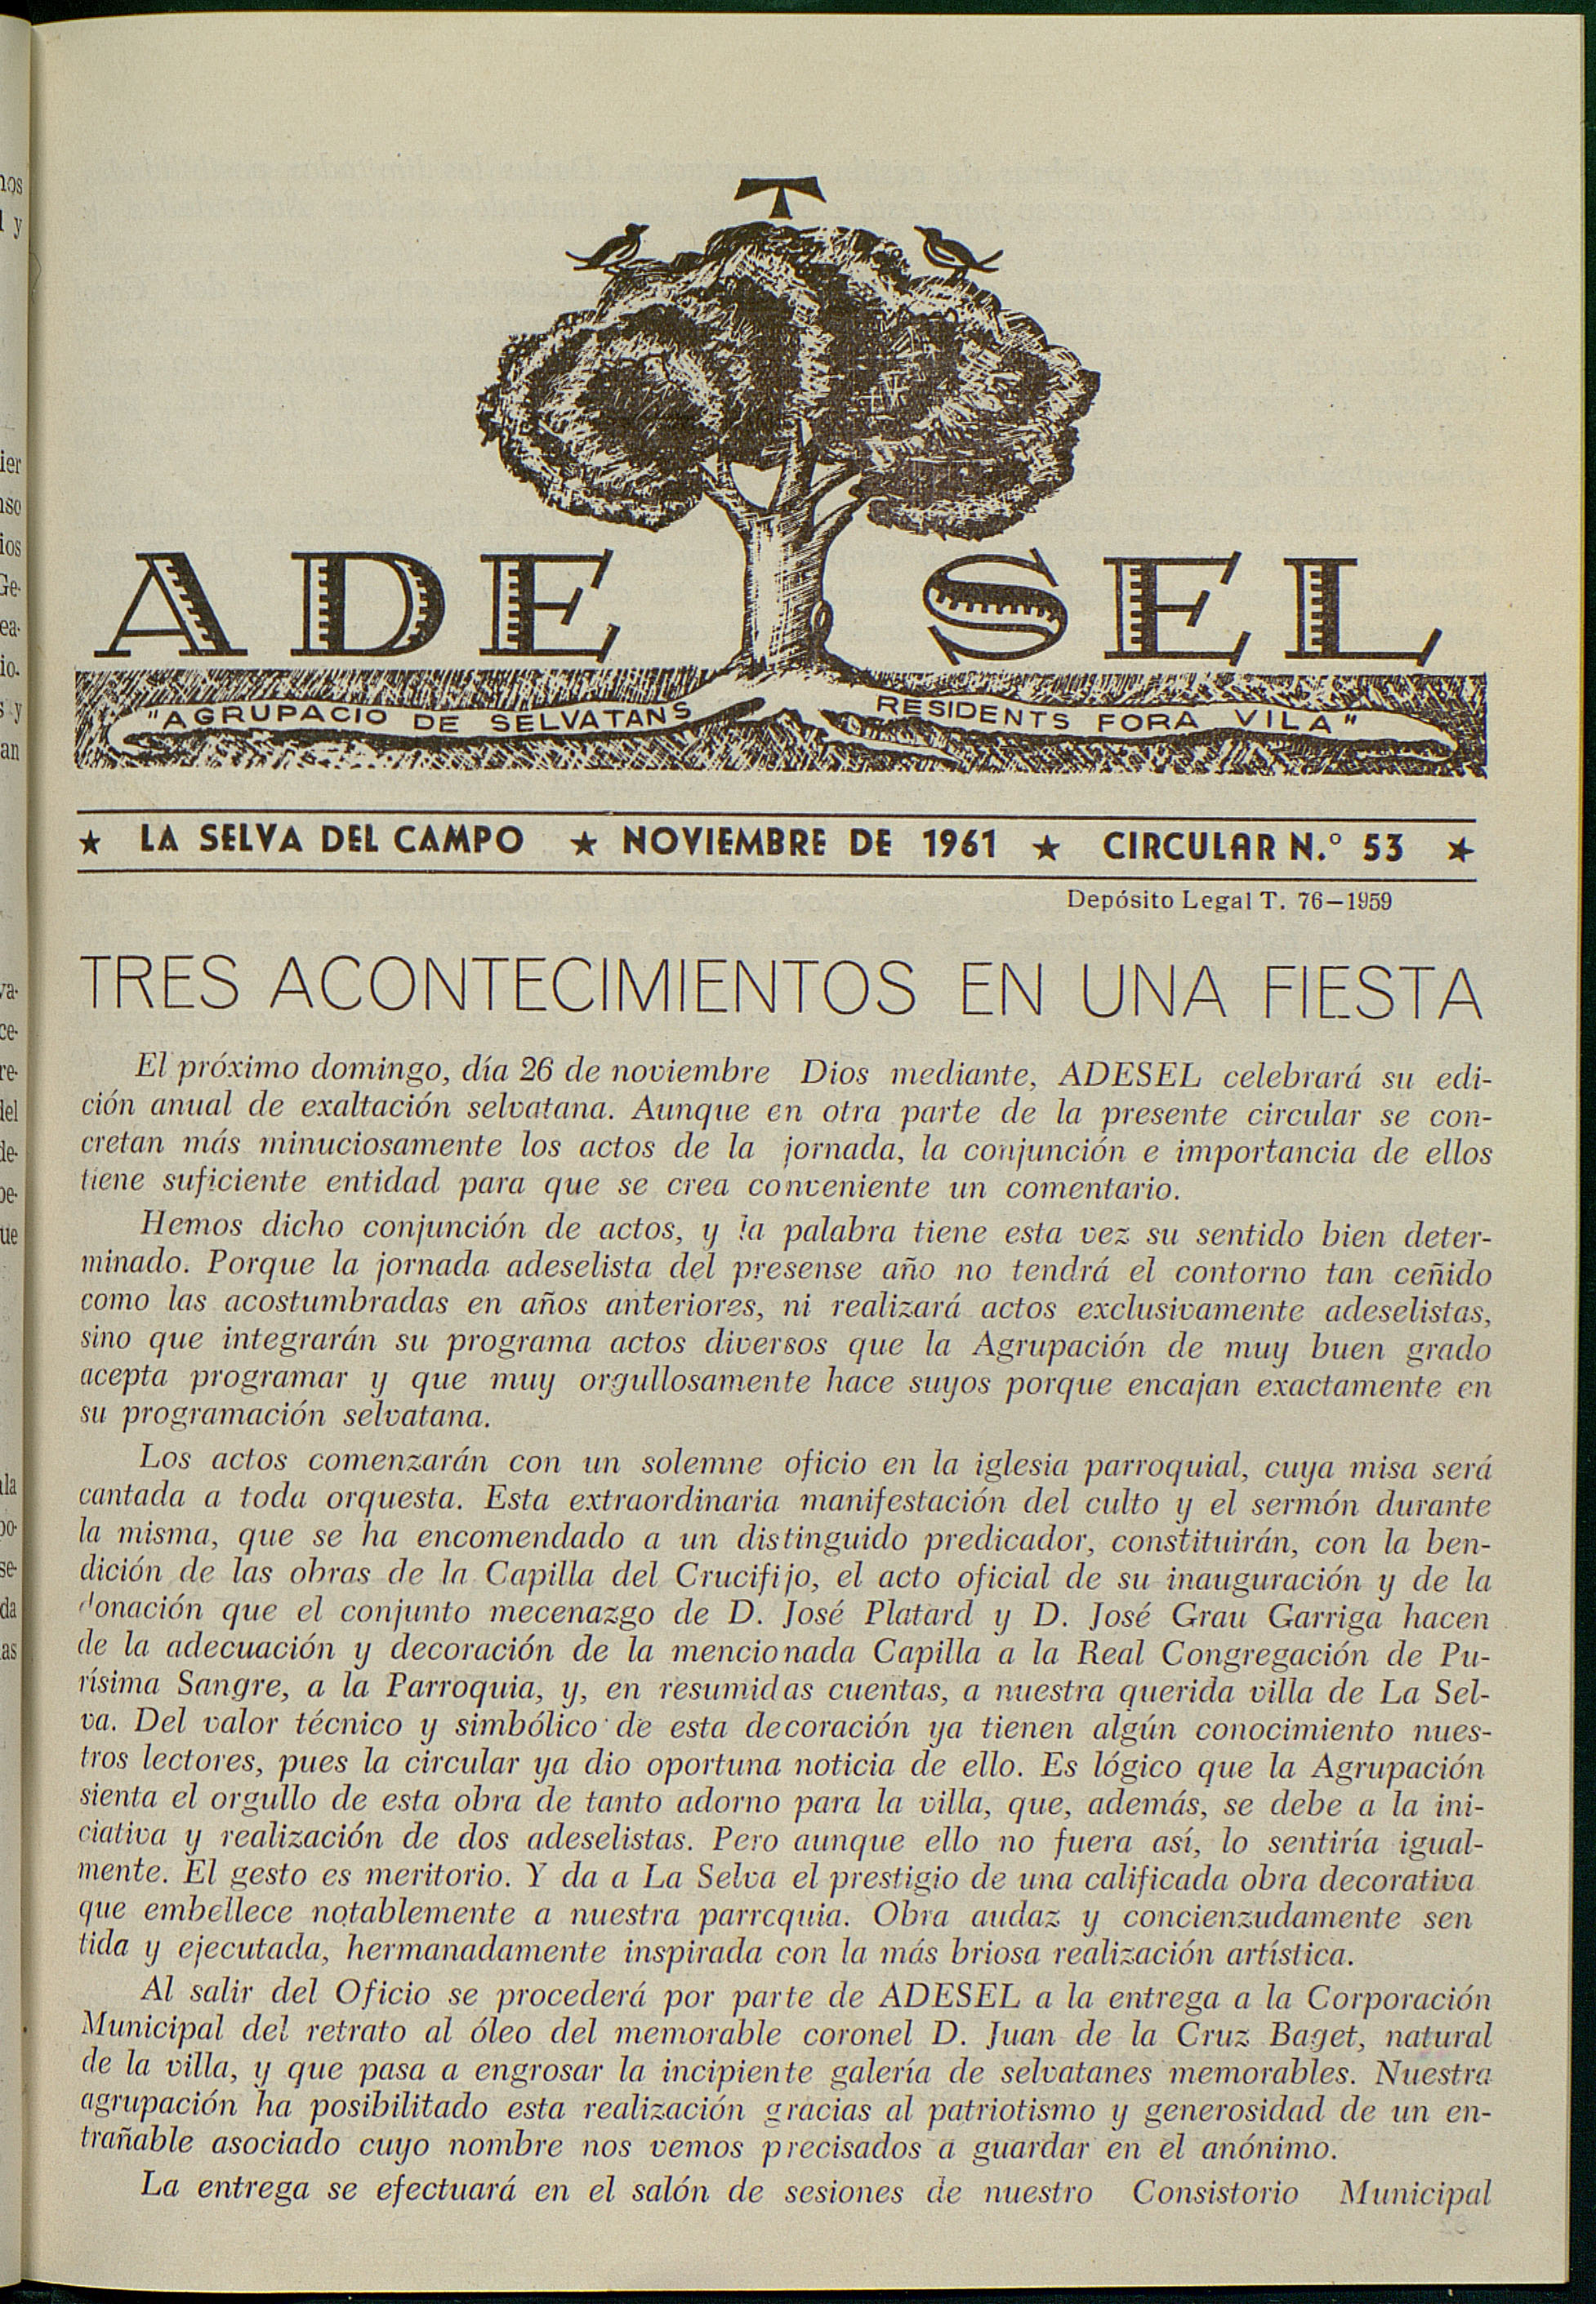 ADE SEL
"AGRUPACIO DE SELVATANS RESIDENTS FORA VILA"
★ LA SELVA DEL CAMPO ★ NOVIEMBRE DE 1961 ★ CIRCULAR N.º 53 ★
Depósito Legal T. 76—1959
TRES ACONTECIMIENTOS EN UNA FIESTA
El próximo domingo, día 26 de noviembre Dios mediante, ADESEL celebrará su edi-
ción anual de exaltación selvatana. Aunque en otra parte de la presente circular se con-
cretan más minuciosamente los actos de la jornada, la conjunción e importancia de ellos
tiene suficiente entidad para que se crea conveniente un comentario.
Hemos dicho conjunción de actos, y la palabra tiene esta vez su sentido bien deter-
minado. Porque la jornada adeselista del presense año no tendrá el contorno tan ceñido
como las acostumbradas en años anteriores, ni realizará actos exclusivamente adeselistas,
sino que integrarán su programa actos diversos que la Agrupación de muy buen grado
acepta programar y que muy orgullosamente hace suyos porque encajan exactamente en
su programación selvatana.
Los actos comenzarán con un solemne oficio en la iglesia parroquial, cuya misa será
cantada a toda orquesta. Esta extraordinaria manifestación del culto y el sermón durante
la misma, que se ha encomendado a un distinguido predicador, constituirán, con la ben-
dición de las obras de la Capilla del Crucifijo, el acto oficial de su inauguración y de la
donación que el conjunto mecenazgo de D. José Platard y D. José Grau Garriga hacen
de la adecuación y decoración de la mencionada Capilla a la Real Congregación de Pu-
rísima Sangre, a la Parroquia, y, en resumidas cuentas, a nuestra querida villa de La Sel-
va. Del valor técnico y simbólico de esta decoración ya tienen algún conocimiento nues-
tros lectores, pues la circular ya dio oportuna noticia de ello. Es lógico que la Agrupación
sienta el orgullo de esta obra de tanto adorno para la villa, que, además, se debe a la ini-
ciativa y realización de dos adeselistas. Pero aunque ello no fuera así, lo sentiría igual-
mente. El gesto es meritorio. Y da a La Selva el prestigio de una calificada obra decorativa
que embellece notablemente a nuestra parrcquia. Obra audaz y concienzudamente sen
tida y ejecutada, hermanadamente inspirada con la más briosa realización artística.
Al salir del Oficio se procederá por parte de ADESEL a la entrega a la Corporación
Municipal del retrato al óleo del memorable coronel D. Juan de la Cruz Baget, natural
de la villa, y que pasa a engrosar la incipiente galería de selvatanes memorables. Nuestra
agrupación ha posibilitado esta realización gracias al patriotismo y generosidad de un en-
trañable asociado cuyo nombre nos vemos precisados a guardar en el anónimo.
La entrega se efectuará en el salón de sesiones de nuestro Consistorio Municipal